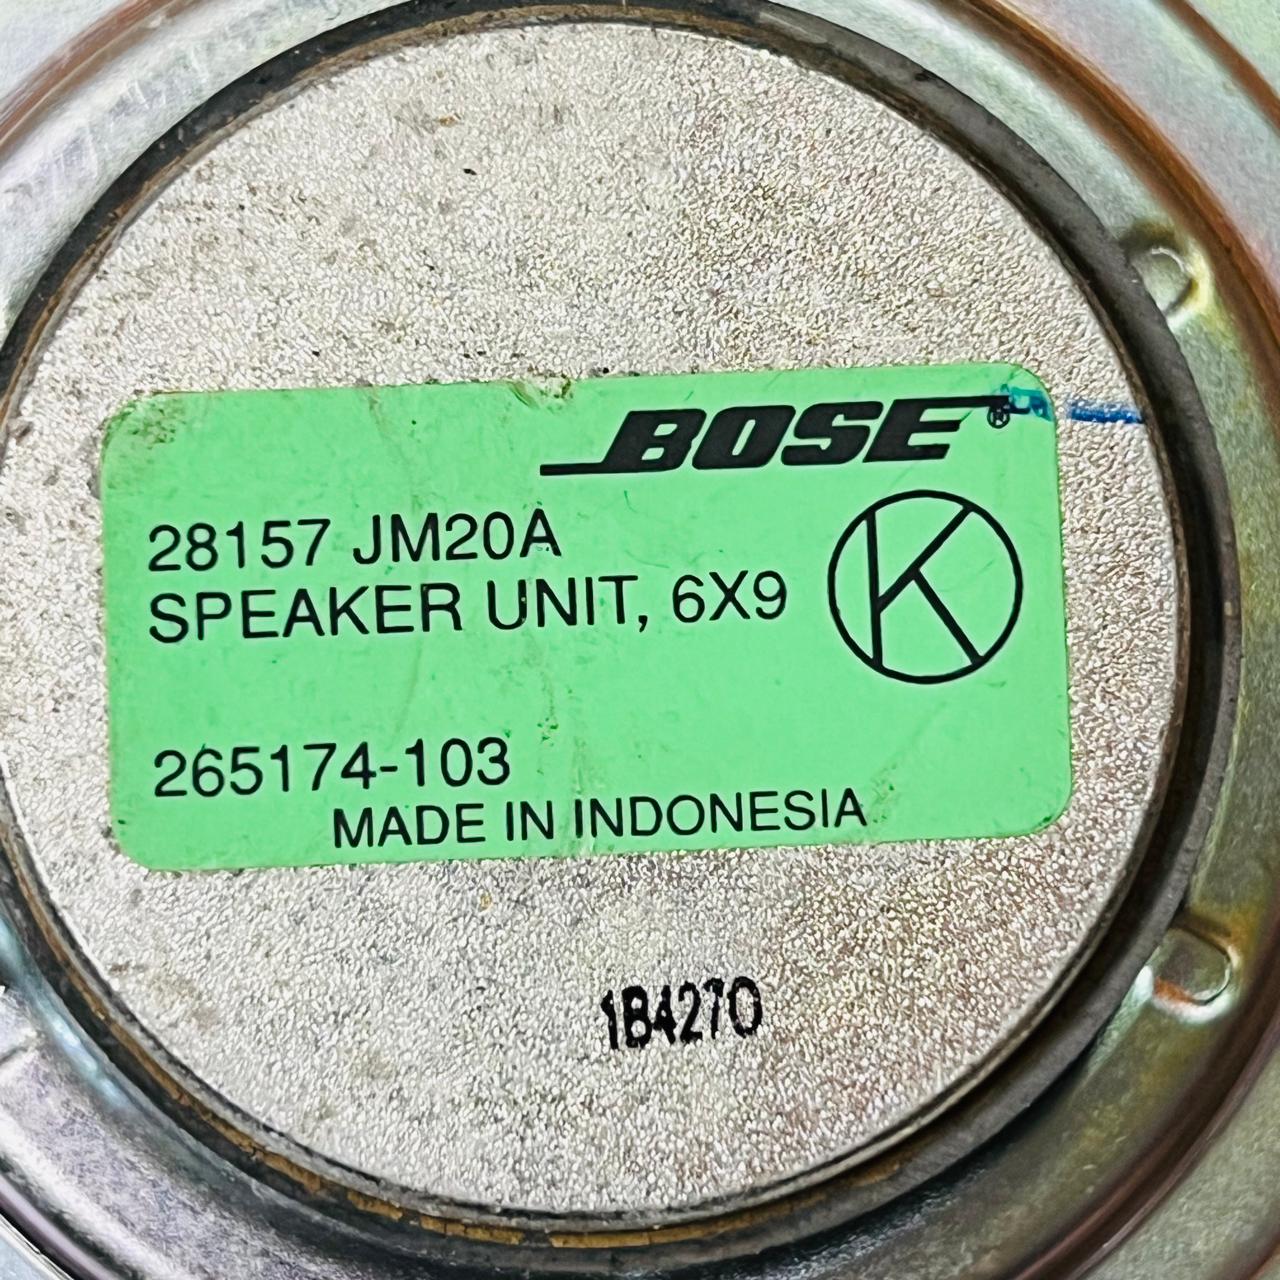 BOSE®
28157 JM20A
K
SPEAKER UNIT, 6X9
265174-103
MADE IN INDONESIA
1B4270